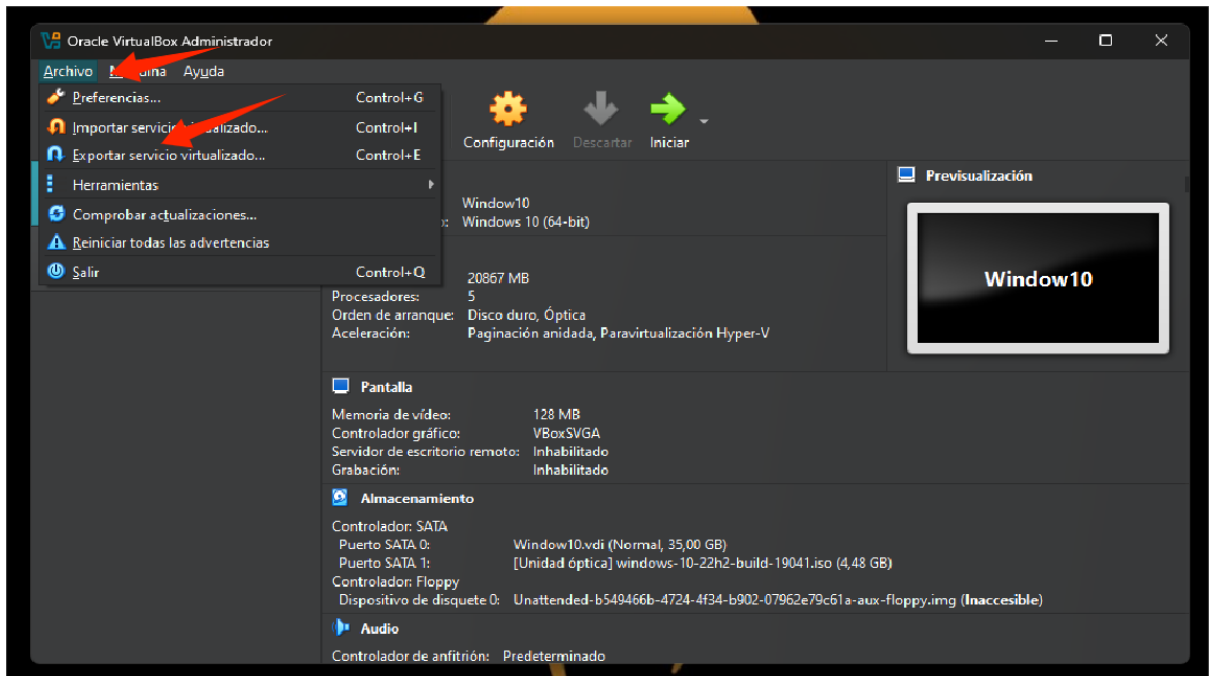 Oracle VirtualBox Administrador
Archivo Ayuda
Preferencias... Control+G
Importar servicio virtualizado... Control+I
Exportar servicio virtualizado... Control+E
Herramientas
Comprobar actualizaciones...
Reiniciar todas las advertencias
Salir Control+Q
Configuración Descartar Iniciar
Previsualización
Window10
Window10
Windows 10 (64-bit)
20867 MB
Procesadores: 5
Orden de arranque: Disco duro, Óptica
Aceleración: Paginación anidada, Paravirtualización Hyper-V
Pantalla
Memoria de vídeo: 128 MB
Controlador gráfico: VBoxSVGA
Servidor de escritorio remoto: Inhabilitado
Grabación: Inhabilitado
Almacenamiento
Controlador: SATA
Puerto SATA 0: Window10.vdi (Normal, 35,00 GB)
Puerto SATA 1: [Unidad óptica] windows-10-22h2-build-19041.iso (4,48 GB)
Controlador: Floppy
Dispositivo de disquete 0: Unattended-b549466b-4724-4f34-b902-07962e79c61a-aux-floppy.img (Inaccesible)
Audio
Controlador de anfitrión: Predeterminado